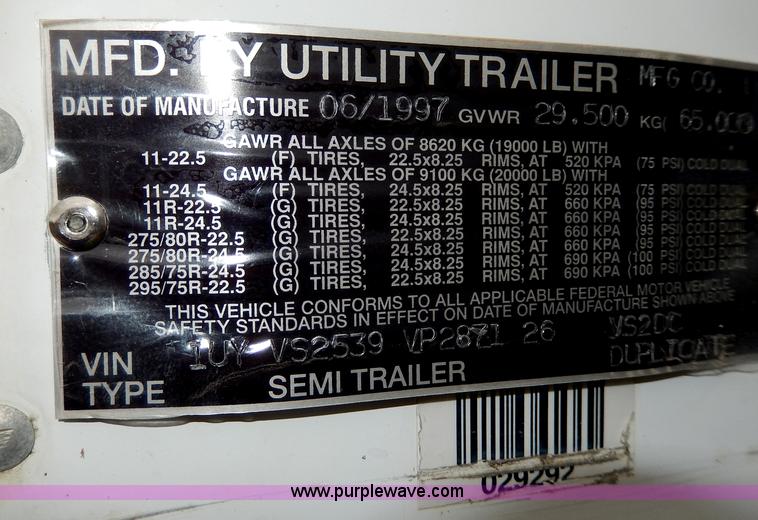 MFD. BY UTILITY TRAILER MFG CO.
DATE OF MANUFACTURE 06/1997 GVWR 29.500 KG( 65.000
GAWR ALL AXLES OF 8620 KG (19000 LB) WITH
11-22.5 (F) TIRES, 22.5x8.25 RIMS, AT 520 KPA (75 PSI) COLD DUAL
GAWR ALL AXLES OF 9100 KG (20000 LB) WITH
11-24.5 (F) TIRES, 24.5x8.25 RIMS, AT 520 KPA (75 PSI) COLD DUAL
11R-22.5 (G) TIRES, 22.5x8.25 RIMS, AT 660 KPA (95 PSI) COLD DUAL
11R-24.5 (G) TIRES, 24.5x8.25 RIMS, AT 660 KPA (95 PSI) COLD DUAL
275/80R-22.5 (G) TIRES, 22.5x8.25 RIMS, AT 660 KPA (95 PSI) COLD DUAL
275/80R-24.5 (G) TIRES, 24.5x8.25 RIMS, AT 660 KPA (95 PSI) COLD DUAL
285/75R-24.5 (G) TIRES, 24.5x8.25 RIMS, AT 690 KPA (100 PSI) COLD DUAL
295/75R-22.5 (G) TIRES, 22.5x8.25 RIMS, AT 690 KPA (100 PSI) COLD DUAL
THIS VEHICLE CONFORMS TO ALL APPLICABLE FEDERAL MOTOR VEHICLE
SAFETY STANDARDS IN EFFECT ON DATE OF MANUFACTURE SHOWN ABOVE
VIN 1UY VS2539 VP2871 26 VS2DC
DUPLICATE
TYPE SEMI TRAILER
029292
www.purplewave.com